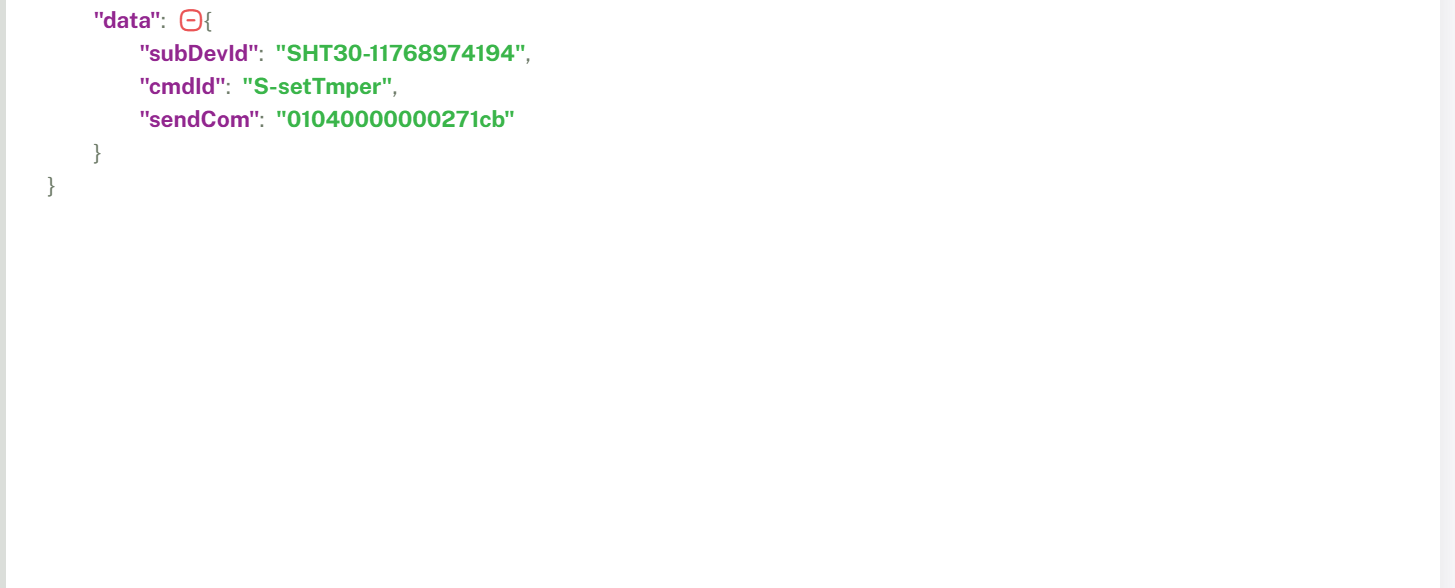 "data": {
"subDevId": "SHT30-11768974194",
"cmdId": "S-setTmper",
"sendCom": "01040000000271cb"
}
}